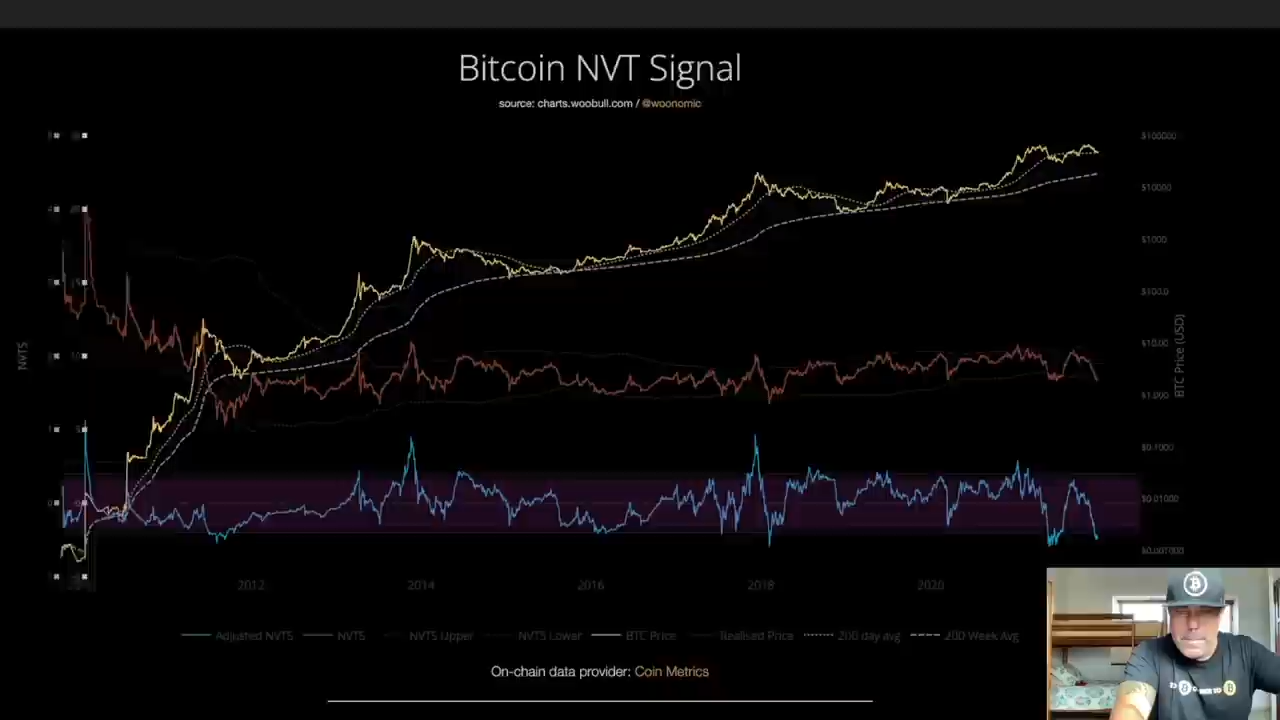 Bitcoin NVT Signal
source: charts.woobull.com / @woonomic
$100000
$10000
$1000
$100.0
$10.00
$1.000
$0.1000
$0.01000
$0.001000
NVTS
BTC Price (USD)
2012 2014 2016 2018 2020
Adjusted NVTS NVTS NVTS Upper NVTS Lower BTC Price Realised Price 200 day avg 200 Week Avg
On-chain data provider: Coin Metrics